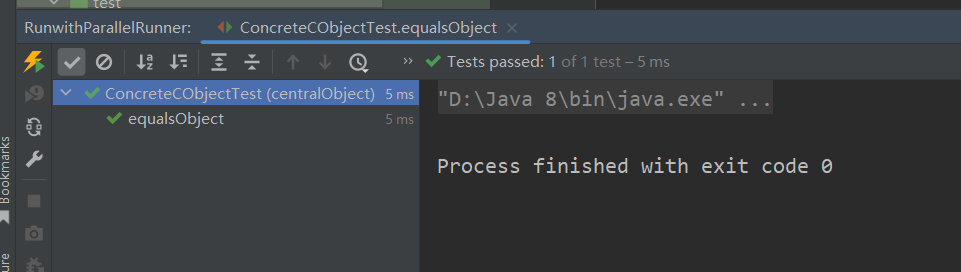 test
RunwithParallelRunner: ConcreteCObjectTest.equalsObject
Tests passed: 1 of 1 test – 5 ms
ConcreteCObjectTest (centralObject) 5 ms
equalsObject 5 ms
"D:\Java 8\bin\java.exe" ...
Process finished with exit code 0
Bookmarks
ure